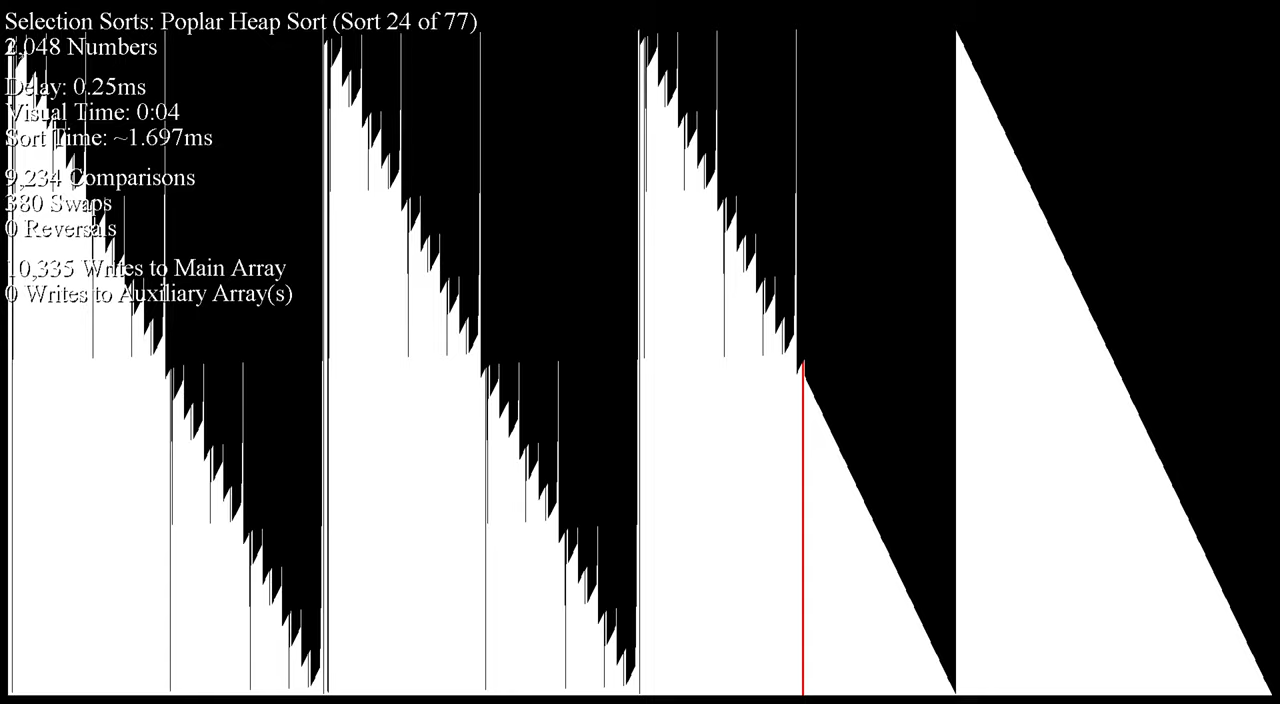 Selection Sorts: Poplar Heap Sort (Sort 24 of 77)
2,048 Numbers
Delay: 0.25ms
Visual Time: 0:04
Sort Time: ~1.697ms
9,234 Comparisons
380 Swaps
0 Reversals
10,335 Writes to Main Array
0 Writes to Auxiliary Array(s)